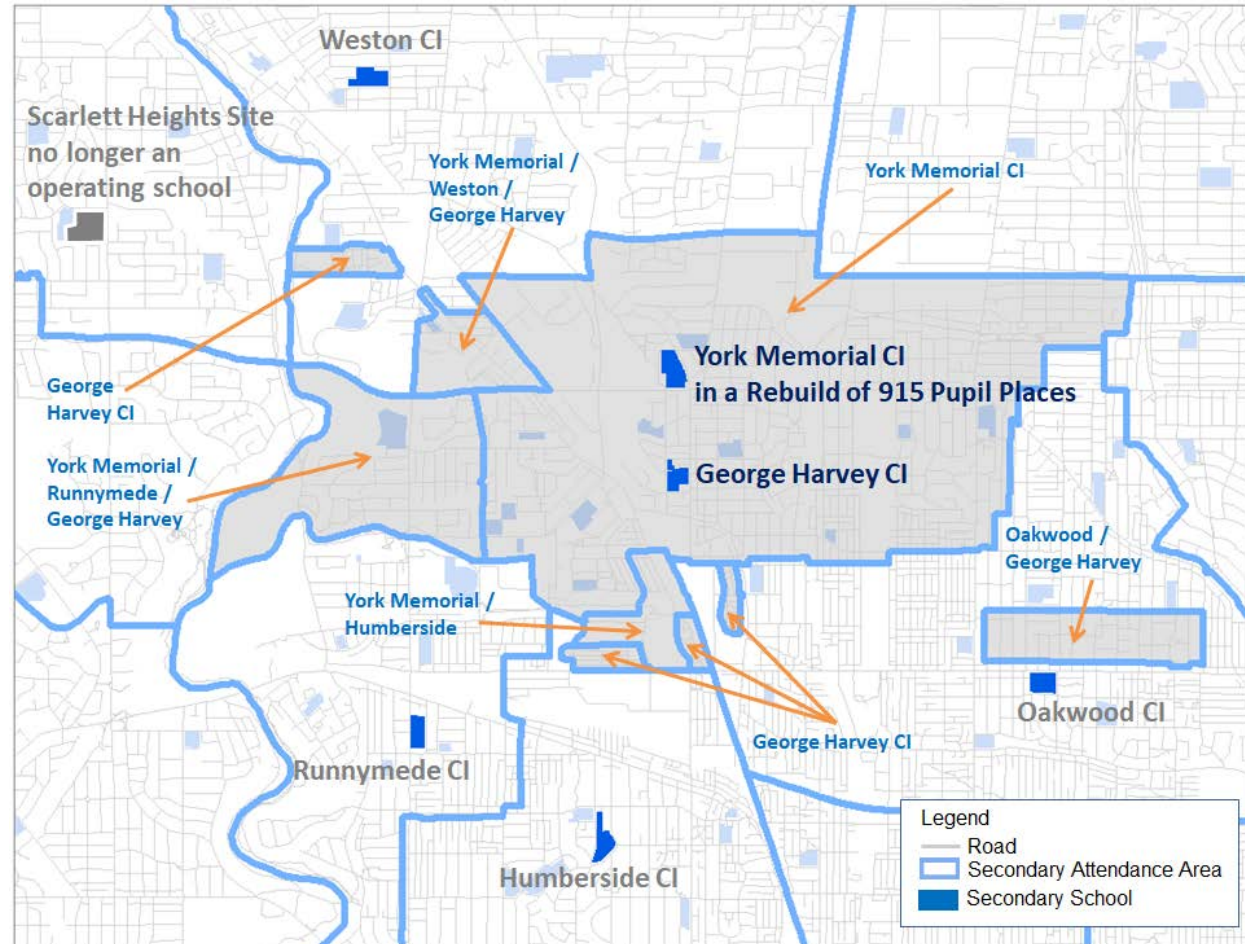 Weston CI
Scarlett Heights Site
no longer an
operating school
York Memorial /
Weston /
George Harvey
York Memorial CI
York Memorial CI
in a Rebuild of 915 Pupil Places
George
Harvey CI
George Harvey CI
York Memorial /
Runnymede /
George Harvey
Oakwood /
George Harvey
York Memorial /
Humberside
Oakwood CI
George Harvey CI
Runnymede CI
Humberside CI
Legend
Road
Secondary Attendance Area
Secondary School